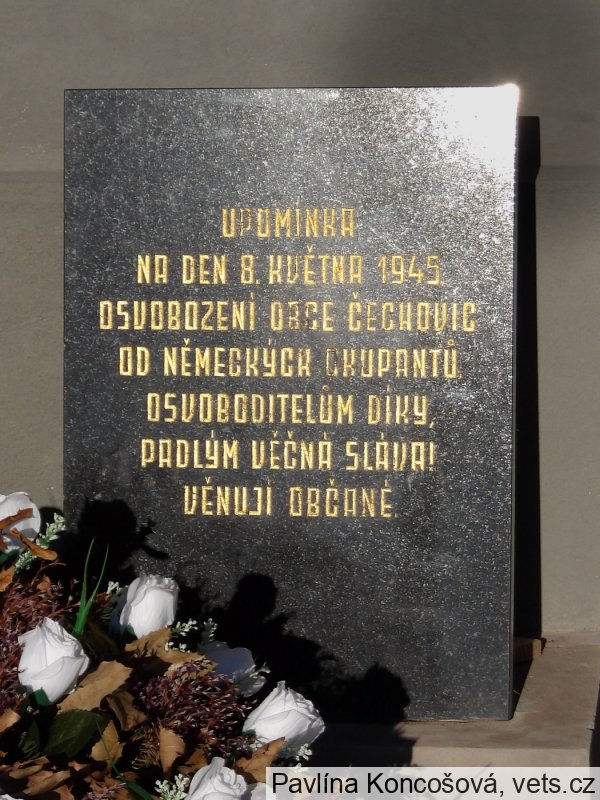 UPOMÍNKA
NA DEN 8. KVĚTNA 1945
OSVOBOZENÍ OBCE ČECHOVIC
OD NĚMECKÝCH OKUPANTŮ.
OSVOBODITELŮM DÍKY,
PADLÝM VĚČNÁ SLÁVA!
VĚNUJÍ OBČANÉ.
Pavlína Koncošová, vets.cz